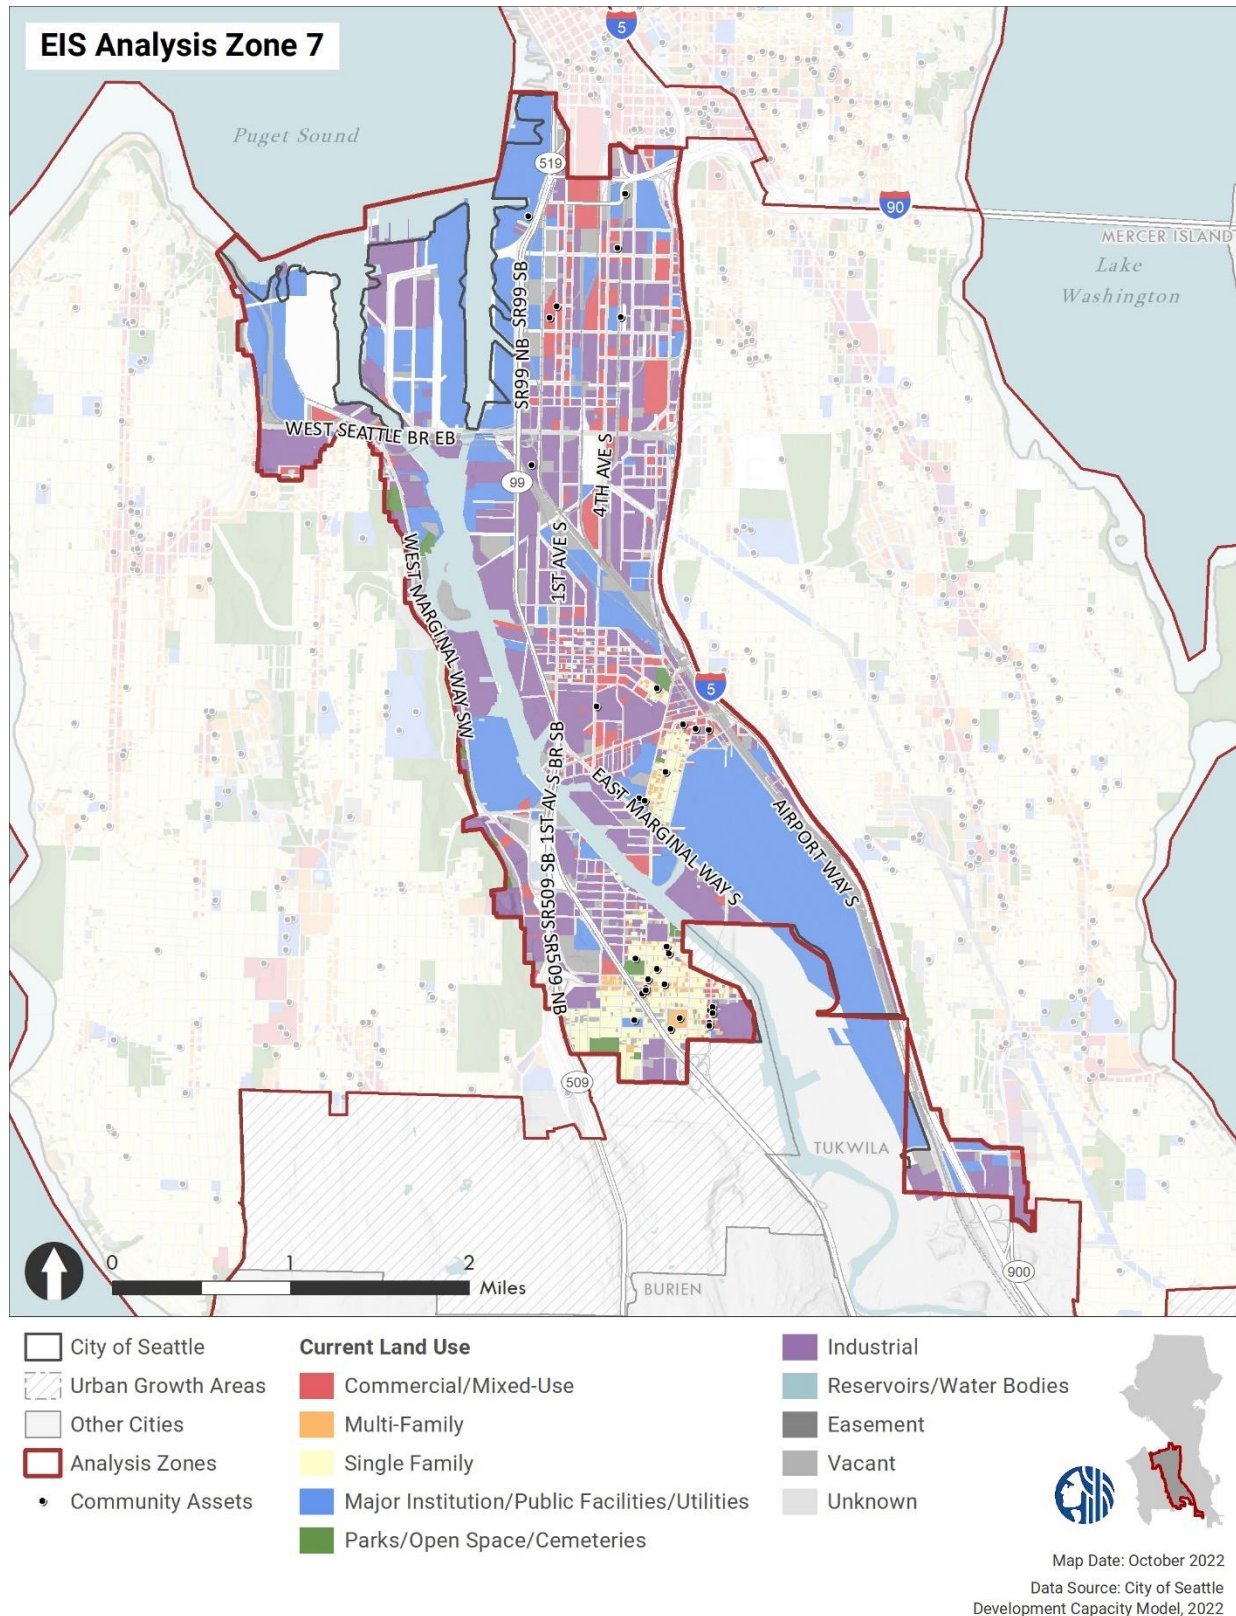 EIS Analysis Zone 7
5
Puget Sound
519
90
MERCER ISLAND
Lake
Washington
SR99 NB
SR99 SB
WEST SEATTLE BR EB
99
4TH AVE S
1ST AVE S
WEST MARGINAL WAY SW
5
1ST AV S BR SB
EAST MARGINAL WAY S
AIRPORT WAY S
SR509 SB
SR509 NB
509
TUKWILA
900
BURIEN
0 1 2
Miles
City of Seattle
Urban Growth Areas
Other Cities
Analysis Zones
Community Assets
Current Land Use
Commercial/Mixed-Use
Multi-Family
Single Family
Major Institution/Public Facilities/Utilities
Parks/Open Space/Cemeteries
Industrial
Reservoirs/Water Bodies
Easement
Vacant
Unknown
Map Date: October 2022
Data Source: City of Seattle
Development Capacity Model, 2022